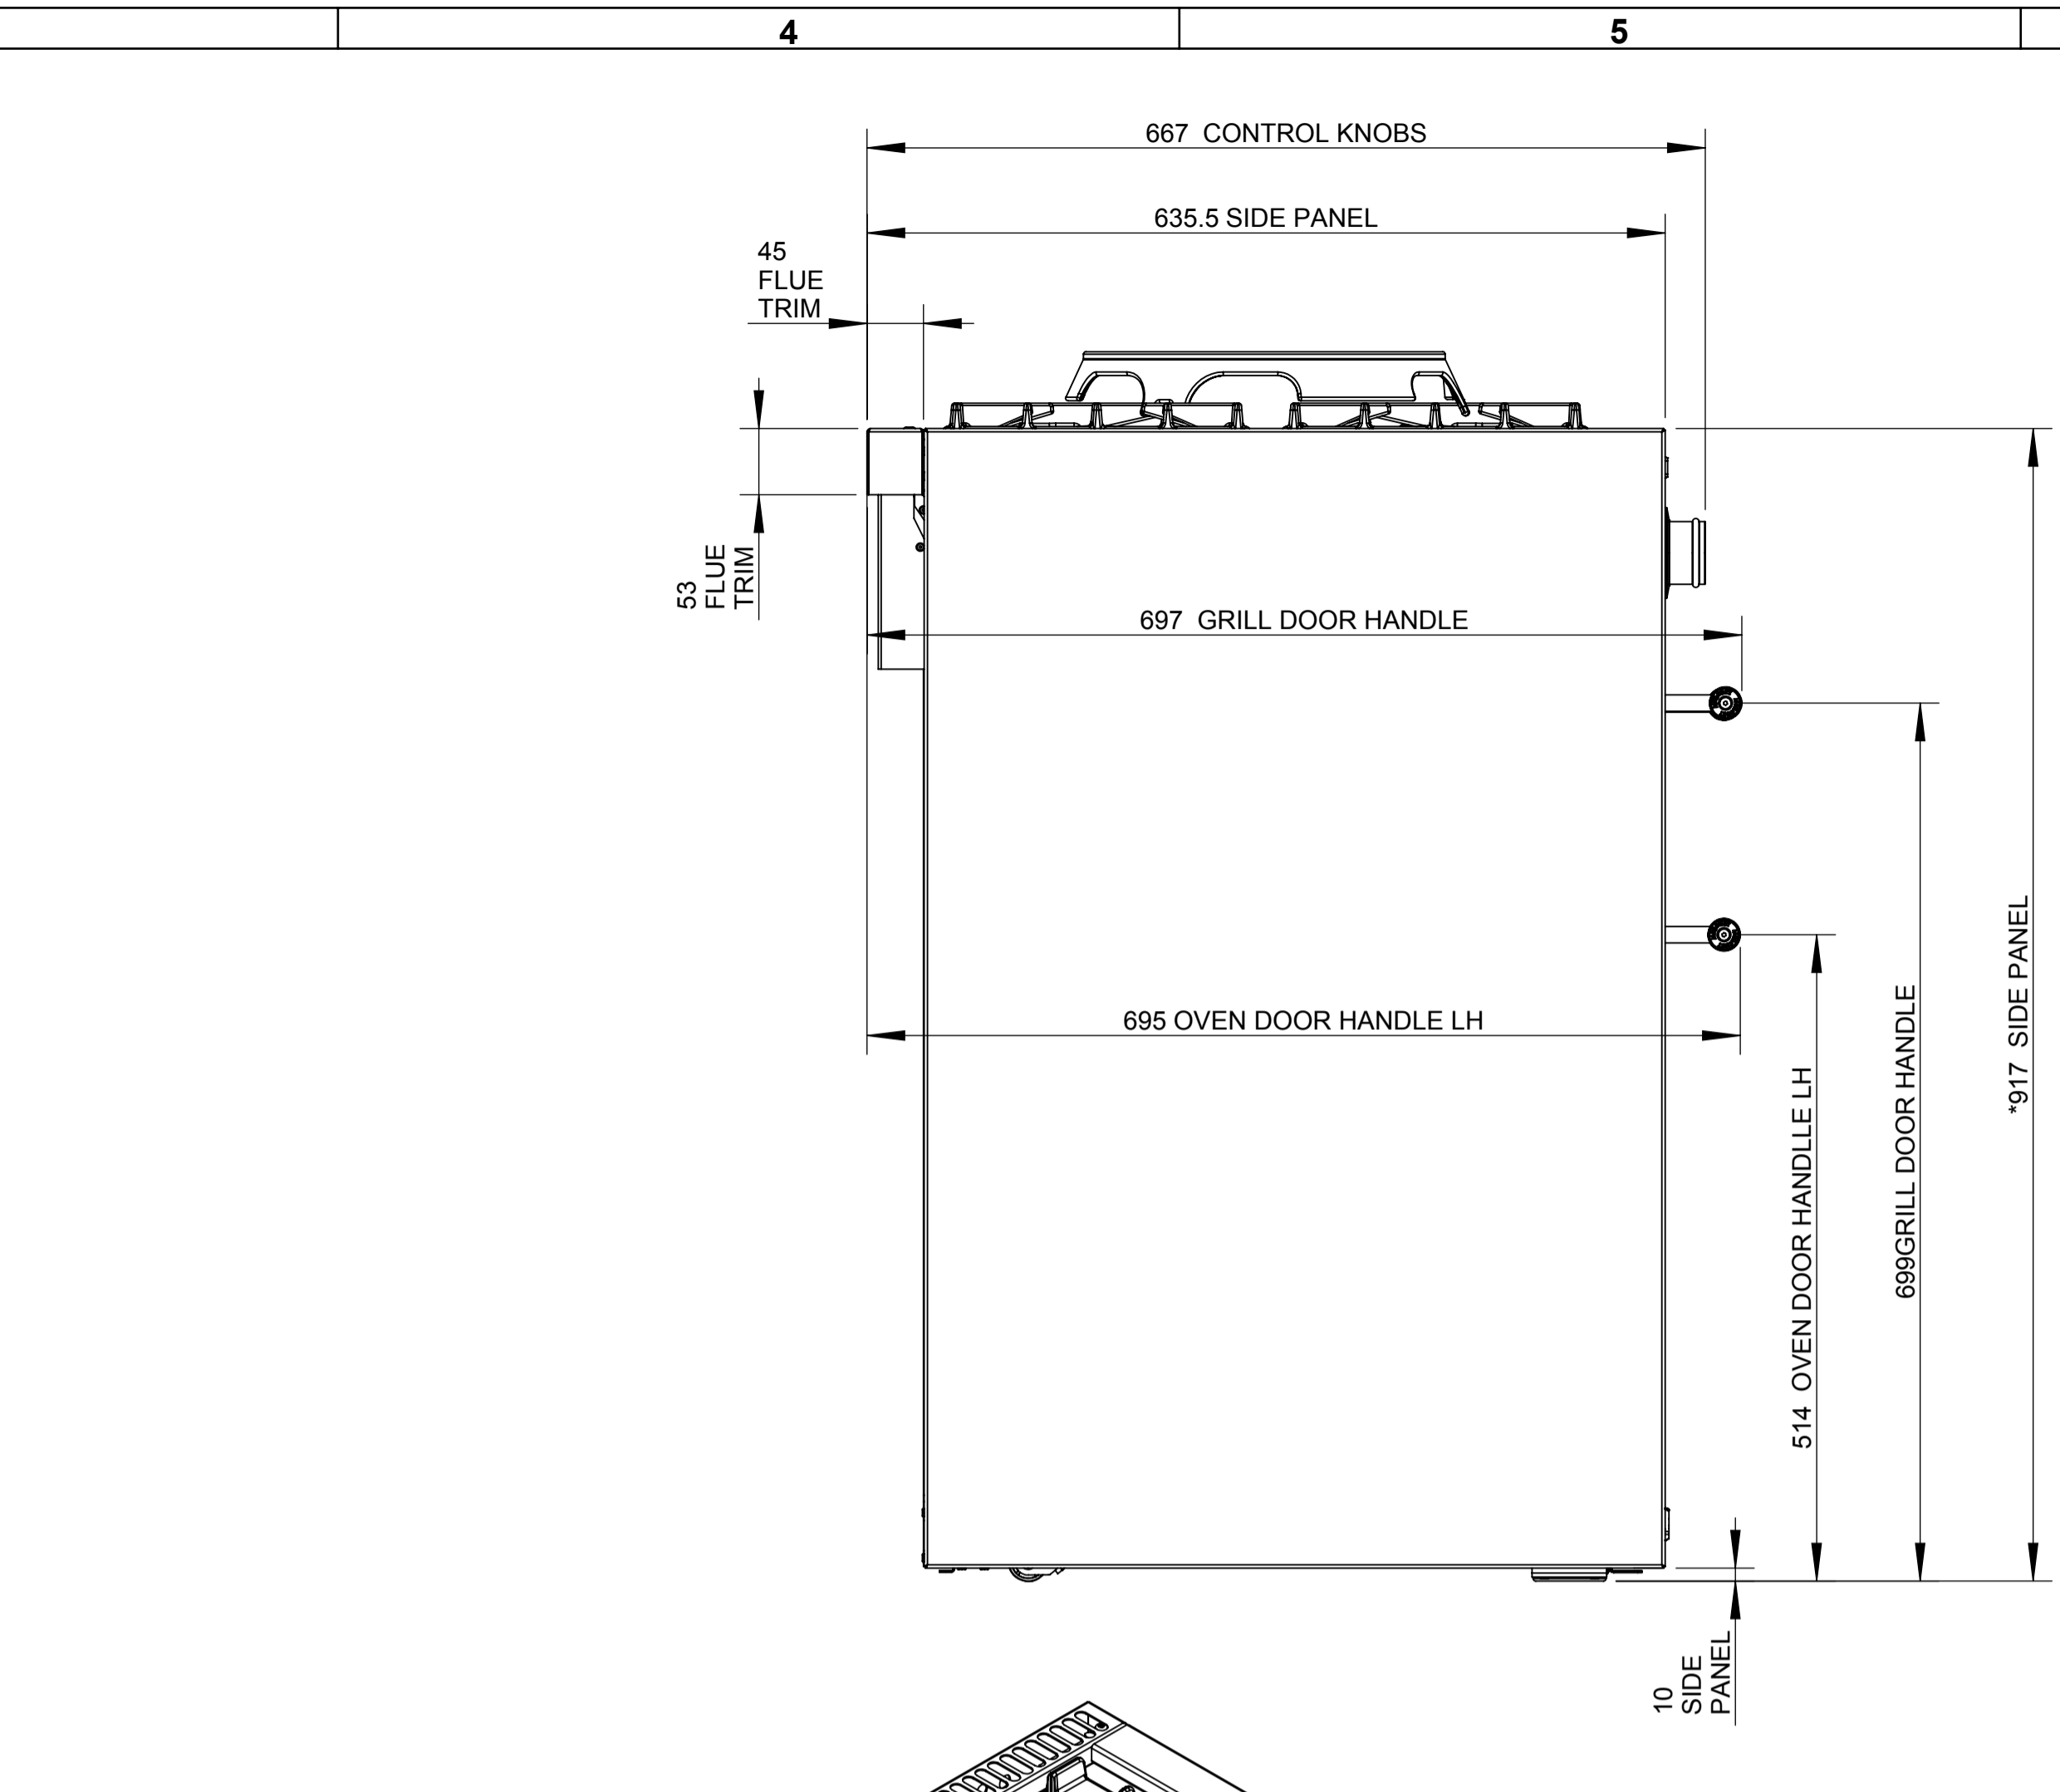 4
5
667 CONTROL KNOBS
635.5 SIDE PANEL
45
FLUE
TRIM
53
FLUE
TRIM
697 GRILL DOOR HANDLE
695 OVEN DOOR HANDLE LH
514 OVEN DOOR HANDLLE LH
699GRILL DOOR HANDLE
*917 SIDE PANEL
10
SIDE
PANEL